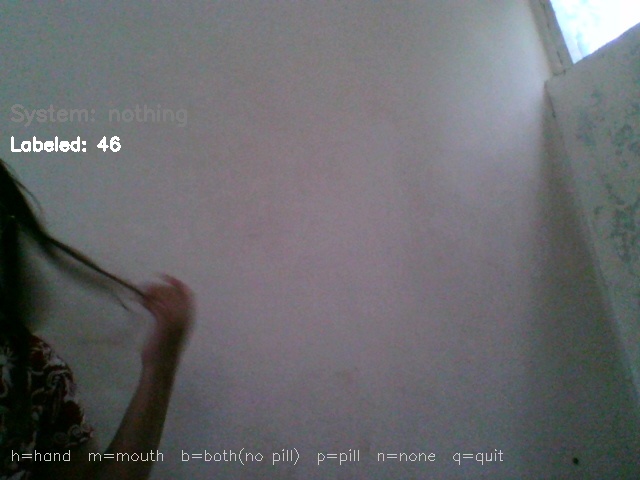 System: nothing
Labeled: 46
h=hand m=mouth b=both(no pill) p=pill n=none q=quit